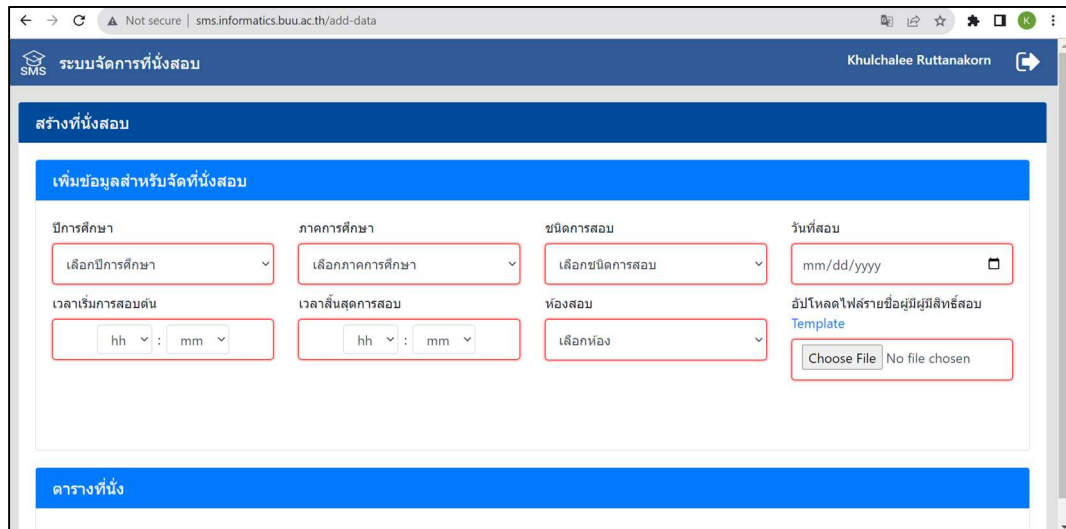 Not secure | sms.informatics.buu.ac.th/add-data K
SMS ระบบจัดการที่นั่งสอบ Khulchalee Ruttanakorn
สร้างที่นั่งสอบ
เพิ่มข้อมูลสำหรับจัดที่นั่งสอบ
ปีการศึกษา ภาคการศึกษา ชนิดการสอบ วันที่สอบ
เลือกปีการศึกษา เลือกภาคการศึกษา เลือกชนิดการสอบ mm/dd/yyyy
เวลาเริ่มการสอบต้น เวลาสิ้นสุดการสอบ ห้องสอบ อัปโหลดไฟล์รายชื่อผู้มีผู้มีสิทธิ์สอบ
Template
hh : mm hh : mm เลือกห้อง
Choose File No file chosen
ตารางที่นั่ง